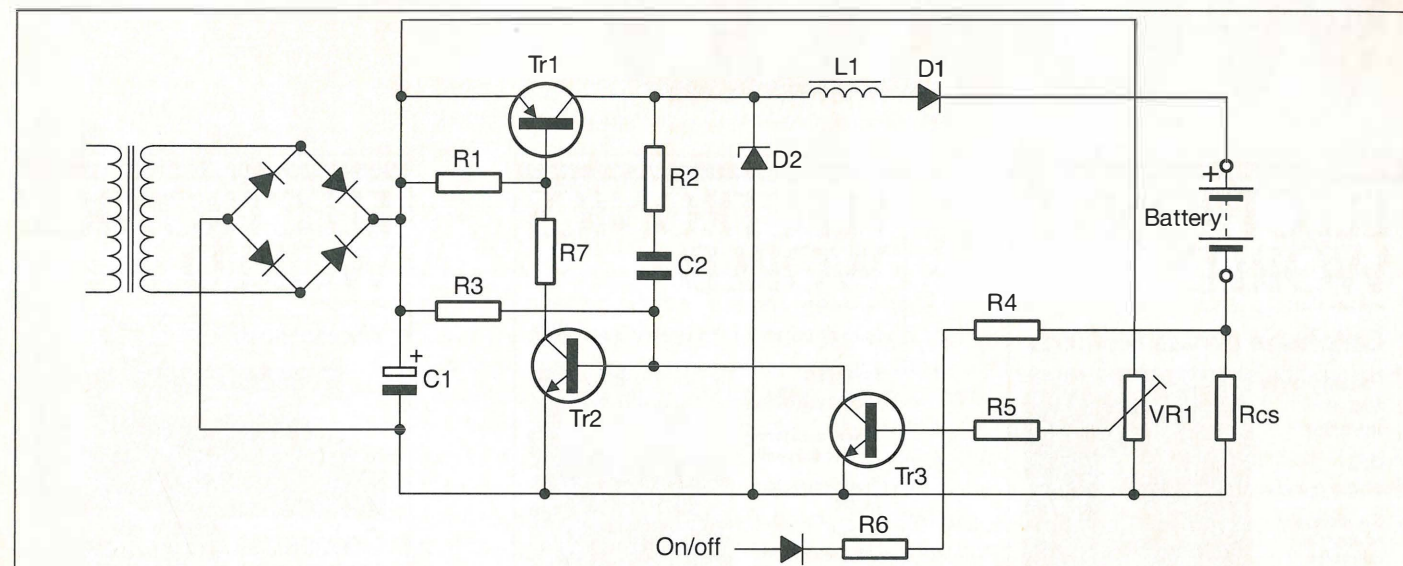 Tr1
L1
D1
R1
R2
D2
+
Battery
R7
C2
R3
R4
+
C1
Tr2
R5
VR1
Rcs
Tr3
R6
On/off